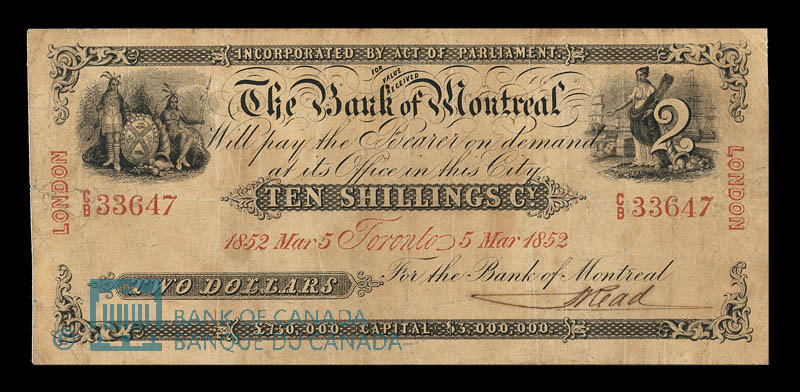 INCORPORATED BY ACT OF PARLIAMENT.
FOR VALUE RECEIVED
The Bank of Montreal
Will pay the Bearer on demand
2
at its Office in this City
LONDON
LONDON
C/B 33647
TEN SHILLINGS CY.
C/B 33647
1852 Mar 5 Toronto 5 Mar 1852
For the Bank of Montreal
TWO DOLLARS
WRead
£750,000. CAPITAL $3,000,000.
© BANK OF CANADA
BANQUE DU CANADA